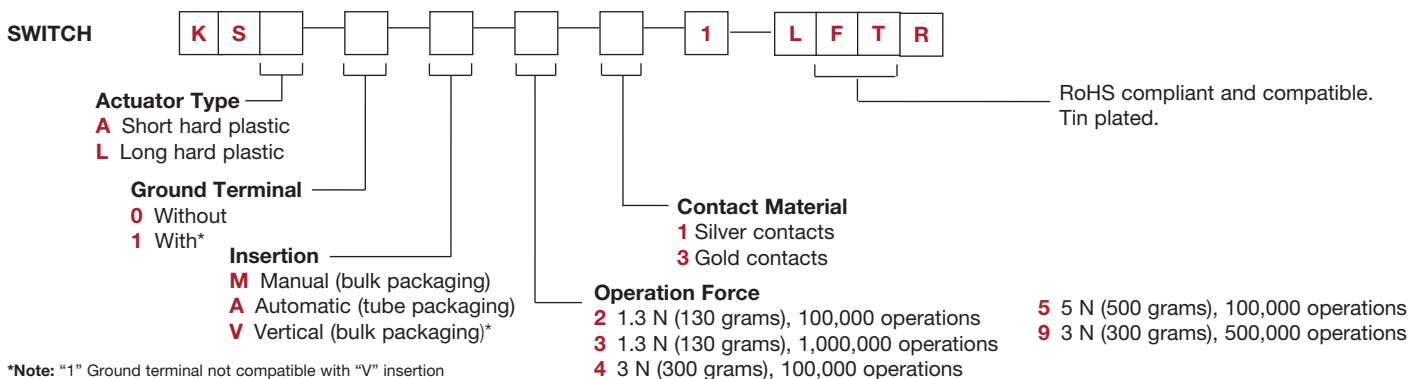 SWITCH K S 1 L F T R
RoHS compliant and compatible.
Tin plated.
Actuator Type
A Short hard plastic
L Long hard plastic
Ground Terminal
0 Without
1 With*
Insertion
M Manual (bulk packaging)
A Automatic (tube packaging)
V Vertical (bulk packaging)*
Contact Material
1 Silver contacts
3 Gold contacts
Operation Force
2 1.3 N (130 grams), 100,000 operations
3 1.3 N (130 grams), 1,000,000 operations
4 3 N (300 grams), 100,000 operations
5 5 N (500 grams), 100,000 operations
9 3 N (300 grams), 500,000 operations
*Note: “1” Ground terminal not compatible with “V” insertion